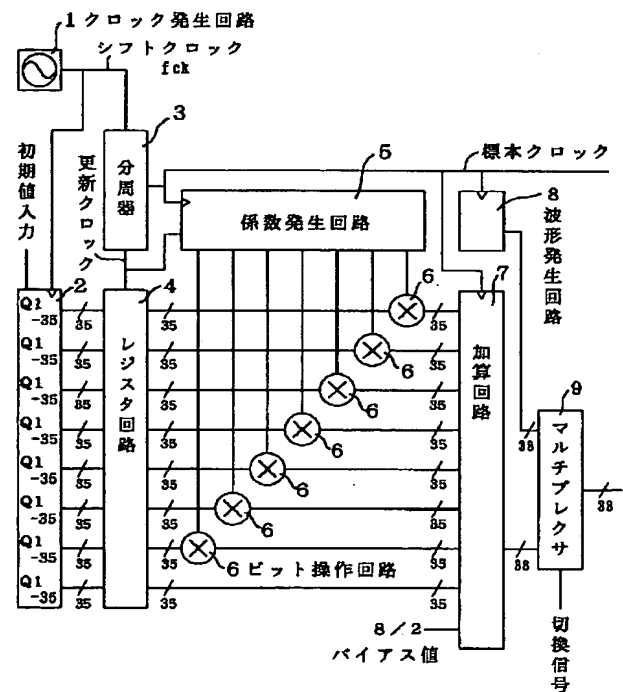 1クロック発生回路
シフトクロック
fck
3
分周器
更新クロック
初期値入力
5
標本クロック
係数発生回路
8 波形発生回路
2
4
6
7
Q1
-35
35
35
35
Q1
-35
35
35
6
35
Q1
-35
35
35
6
35
Q1
-35
35
35
6
35
Q1
-35
35
35
6
35
Q1
-35
35
35
6
35
Q1
-35
35
35
6 ビット操作回路
35
Q1
-35
35
35
35
レジスタ回路
加算回路
9
マルチプレクサ
38
38
38
8/2
バイアス値
切換信号